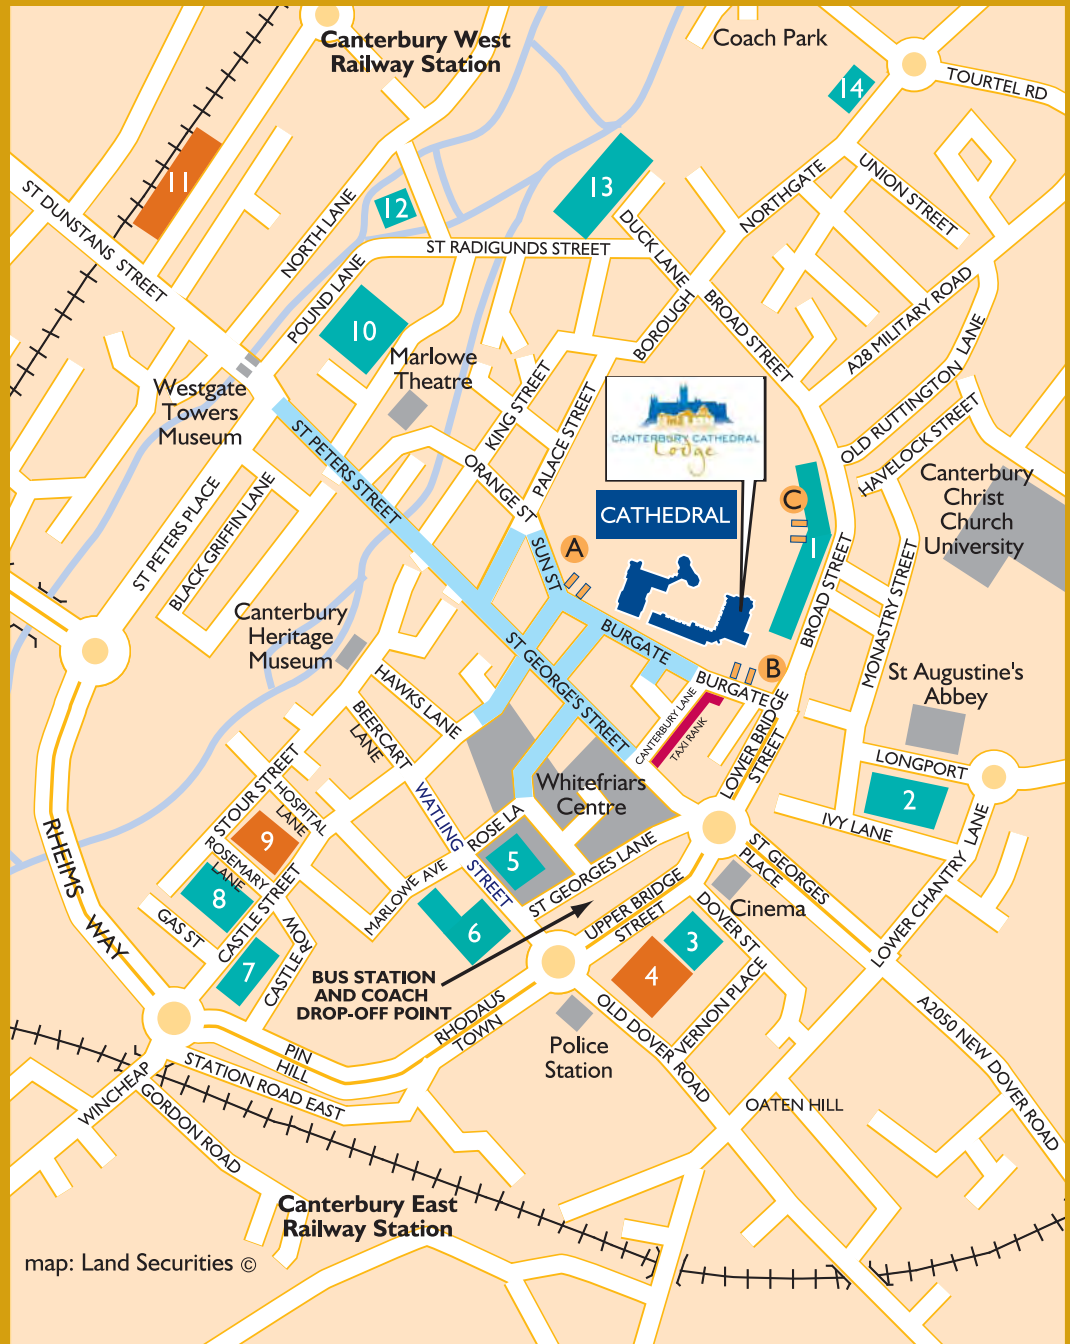 Canterbury West
Railway Station
Coach Park
TOURTEL RD
14
11
ST DUNSTANS STREET
NORTH LANE
12
13
NORTHGATE
UNION STREET
ST RADIGUNDS STREET
DUCK LANE
POUND LANE
10
BOROUGH
BROAD STREET
A28 MILITARY ROAD
OLD RUTTINGTON LANE
HAVELOCK STREET
Marlowe
Theatre
Westgate
Towers
Museum
KING STREET
PALACE STREET
ORANGE ST
ST PETERS STREET
CANTERBURY CATHEDRAL
Lodge
CATHEDRAL
C
1
Canterbury
Christ
Church
University
ST PETERS PLACE
BLACK GRIFFIN LANE
SUN ST
A
BROAD STREET
MONASTRY STREET
Canterbury
Heritage
Museum
BURGATE
ST GEORGE'S STREET
B
BURGATE
St Augustine's
Abbey
HAWKS LANE
BEERCART
LANE
CANTERBURY LANE
TAXI RANK
LOWER BRIDGE
STREET
LONGPORT
2
IVY LANE
Whitefriars
Centre
STOUR STREET
HOSPITAL
LANE
WATLING STREET
ROSE LA
9
ROSEMARY
LANE
8
5
MARLOWE AVE
ST GEORGES LANE
ST GEORGES
PLACE
Cinema
LOWER CHANTRY LANE
RHEIMS WAY
GAS ST
CASTLE STREET
CASTLE ROW
7
6
UPPER BRIDGE
STREET
DOVER ST
3
4
BUS STATION
AND COACH
DROP-OFF POINT
RHODAUS
TOWN
OLD DOVER ROAD
VERNON PLACE
A2050 NEW DOVER ROAD
Police
Station
PIN
HILL
STATION ROAD EAST
WINCHEAP
GORDON ROAD
OATEN HILL
Canterbury East
Railway Station
map: Land Securities ©